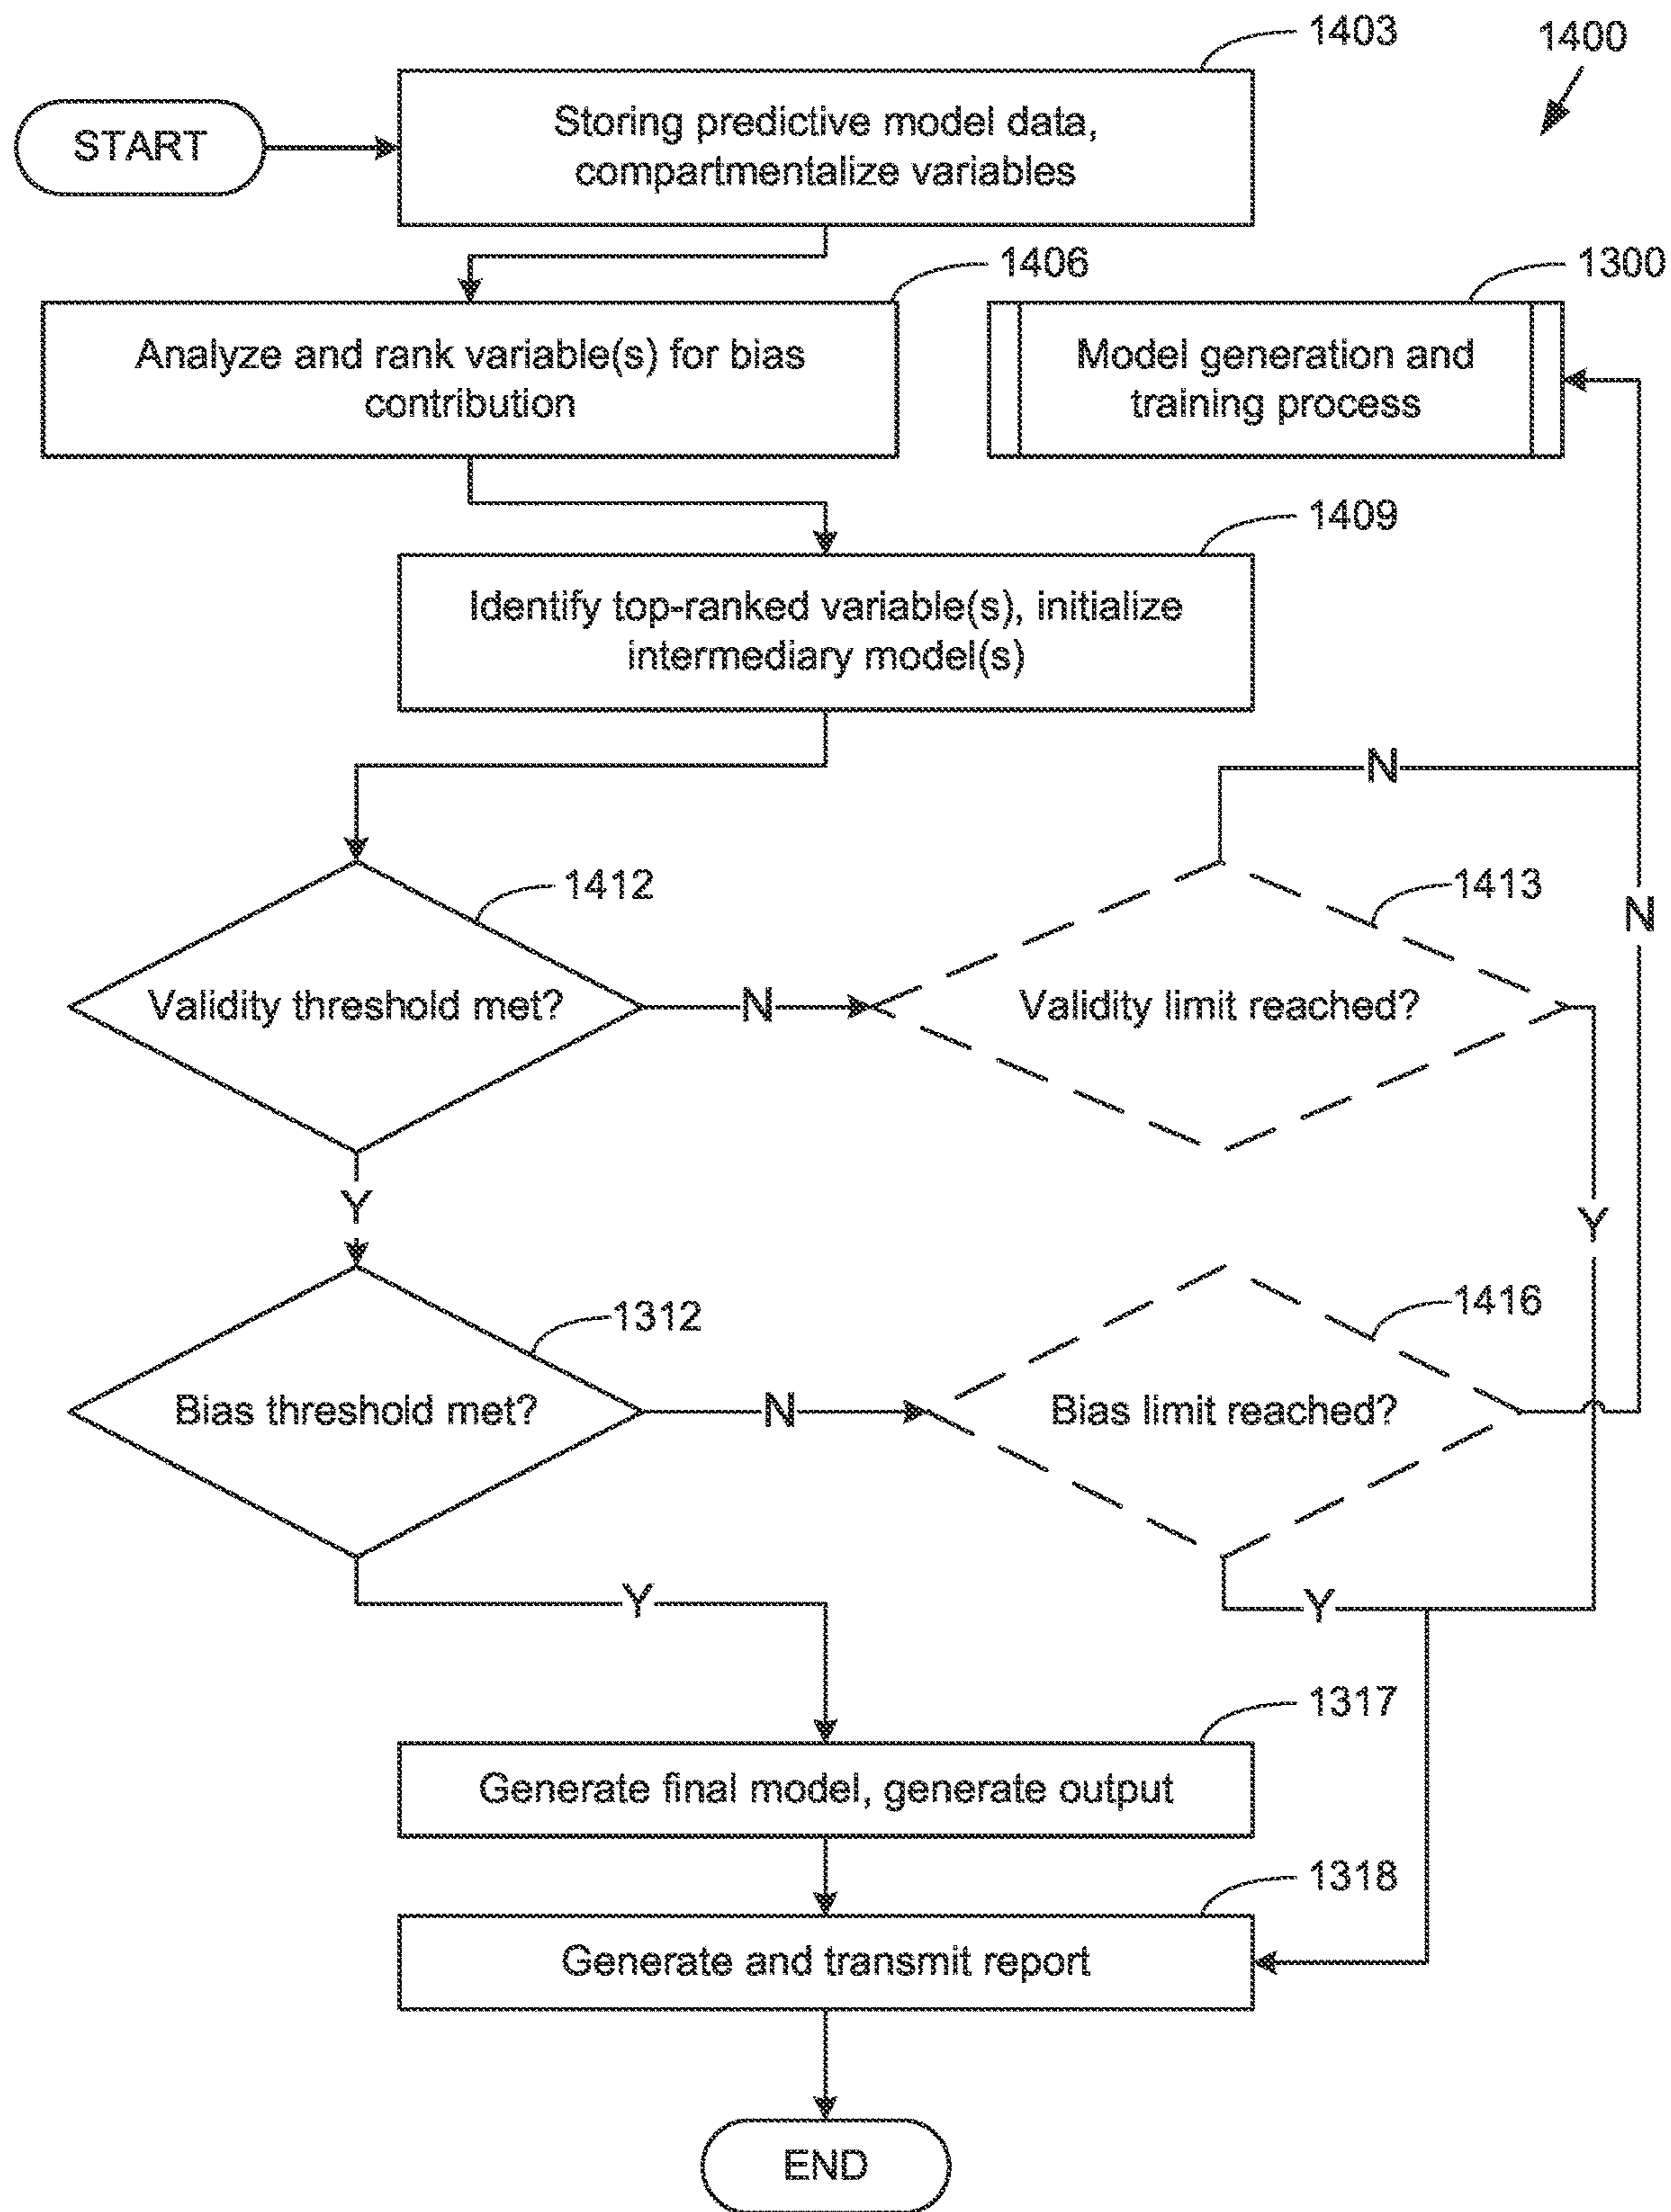 1403
1400
START
Storing predictive model data,
compartmentalize variables
1406
1300
Analyze and rank variable(s) for bias
contribution
Model generation and
training process
1409
Identify top-ranked variable(s), initialize
intermediary model(s)
N
1412
1413
N
Validity threshold met?
N
Validity limit reached?
Y
Y
1312
1416
Bias threshold met?
N
Bias limit reached?
Y
Y
1317
Generate final model, generate output
1318
Generate and transmit report
END